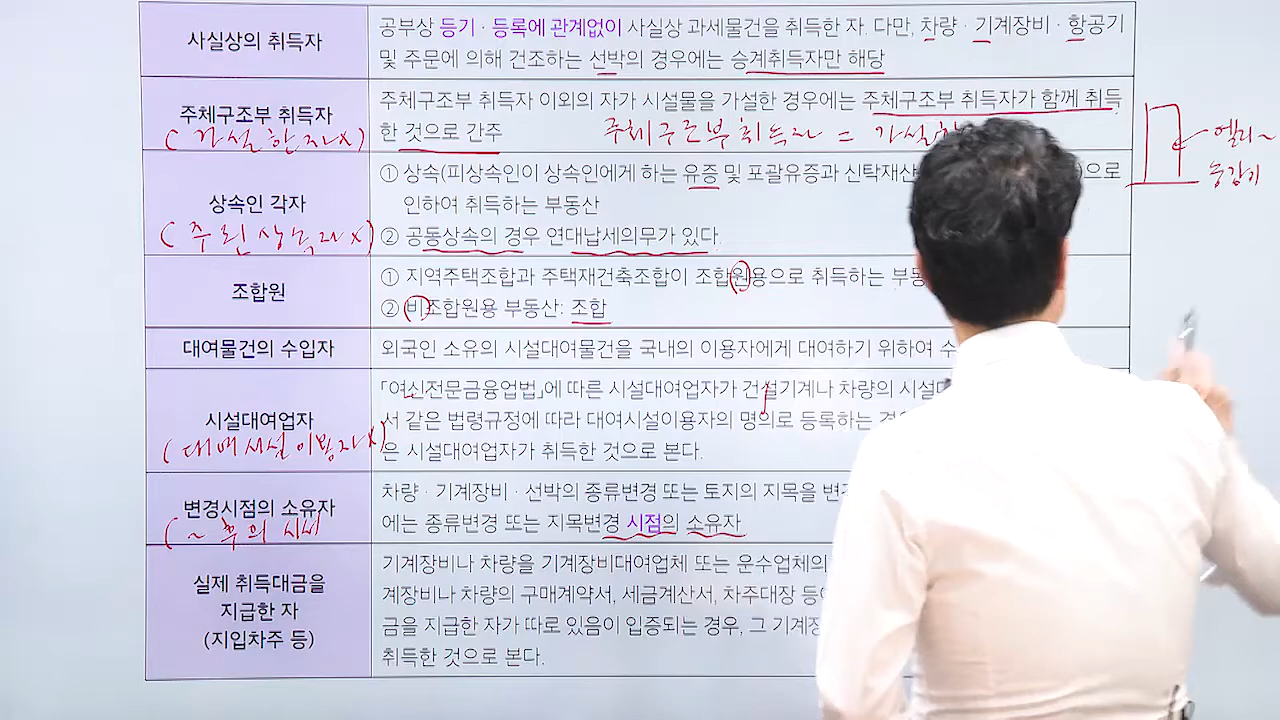 사실상의 취득자
공부상 등기 · 등록에 관계없이 사실상 과세물건을 취득한 자. 다만, 차량 · 기계장비 · 항공기
및 주문에 의해 건조하는 선박의 경우에는 승계취득자만 해당
주체구조부 취득자
( 가설한 자 X )
주체구조부 취득자 이외의 자가 시설물을 가설한 경우에는 주체구조부 취득자가 함께 취득
한 것으로 간주
주체구조부 취득자 = 가설한
엘리~
승강기
상속인 각자
( 주된 상속자 X )
① 상속(피상속인이 상속인에게 하는 유증 및 포괄유증과 신탁재산 으로
인하여 취득하는 부동산
② 공동상속의 경우 연대납세의무가 있다.
조합원
① 지역주택조합과 주택재건축조합이 조합원용으로 취득하는 부동
② 비조합원용 부동산: 조합
대여물건의 수입자
외국인 소유의 시설대여물건을 국내의 이용자에게 대여하기 위하여 수
시설대여업자
( 대여시설이용자 X )
「여신전문금융업법」에 따른 시설대여업자가 건설기계나 차량의 시설대
서 같은 법령규정에 따라 대여시설이용자의 명의로 등록하는 경
은 시설대여업자가 취득한 것으로 본다.
변경시점의 소유자
( ~ 후의
차량 · 기계장비 · 선박의 종류변경 또는 토지의 지목을 변
에는 종류변경 또는 지목변경 시점의 소유자
실제 취득대금을
지급한 자
(지입차주 등)
기계장비나 차량을 기계장비대여업체 또는 운수업체의
계장비나 차량의 구매계약서, 세금계산서, 차주대장 등
금을 지급한 자가 따로 있음이 입증되는 경우, 그 기계장
취득한 것으로 본다.